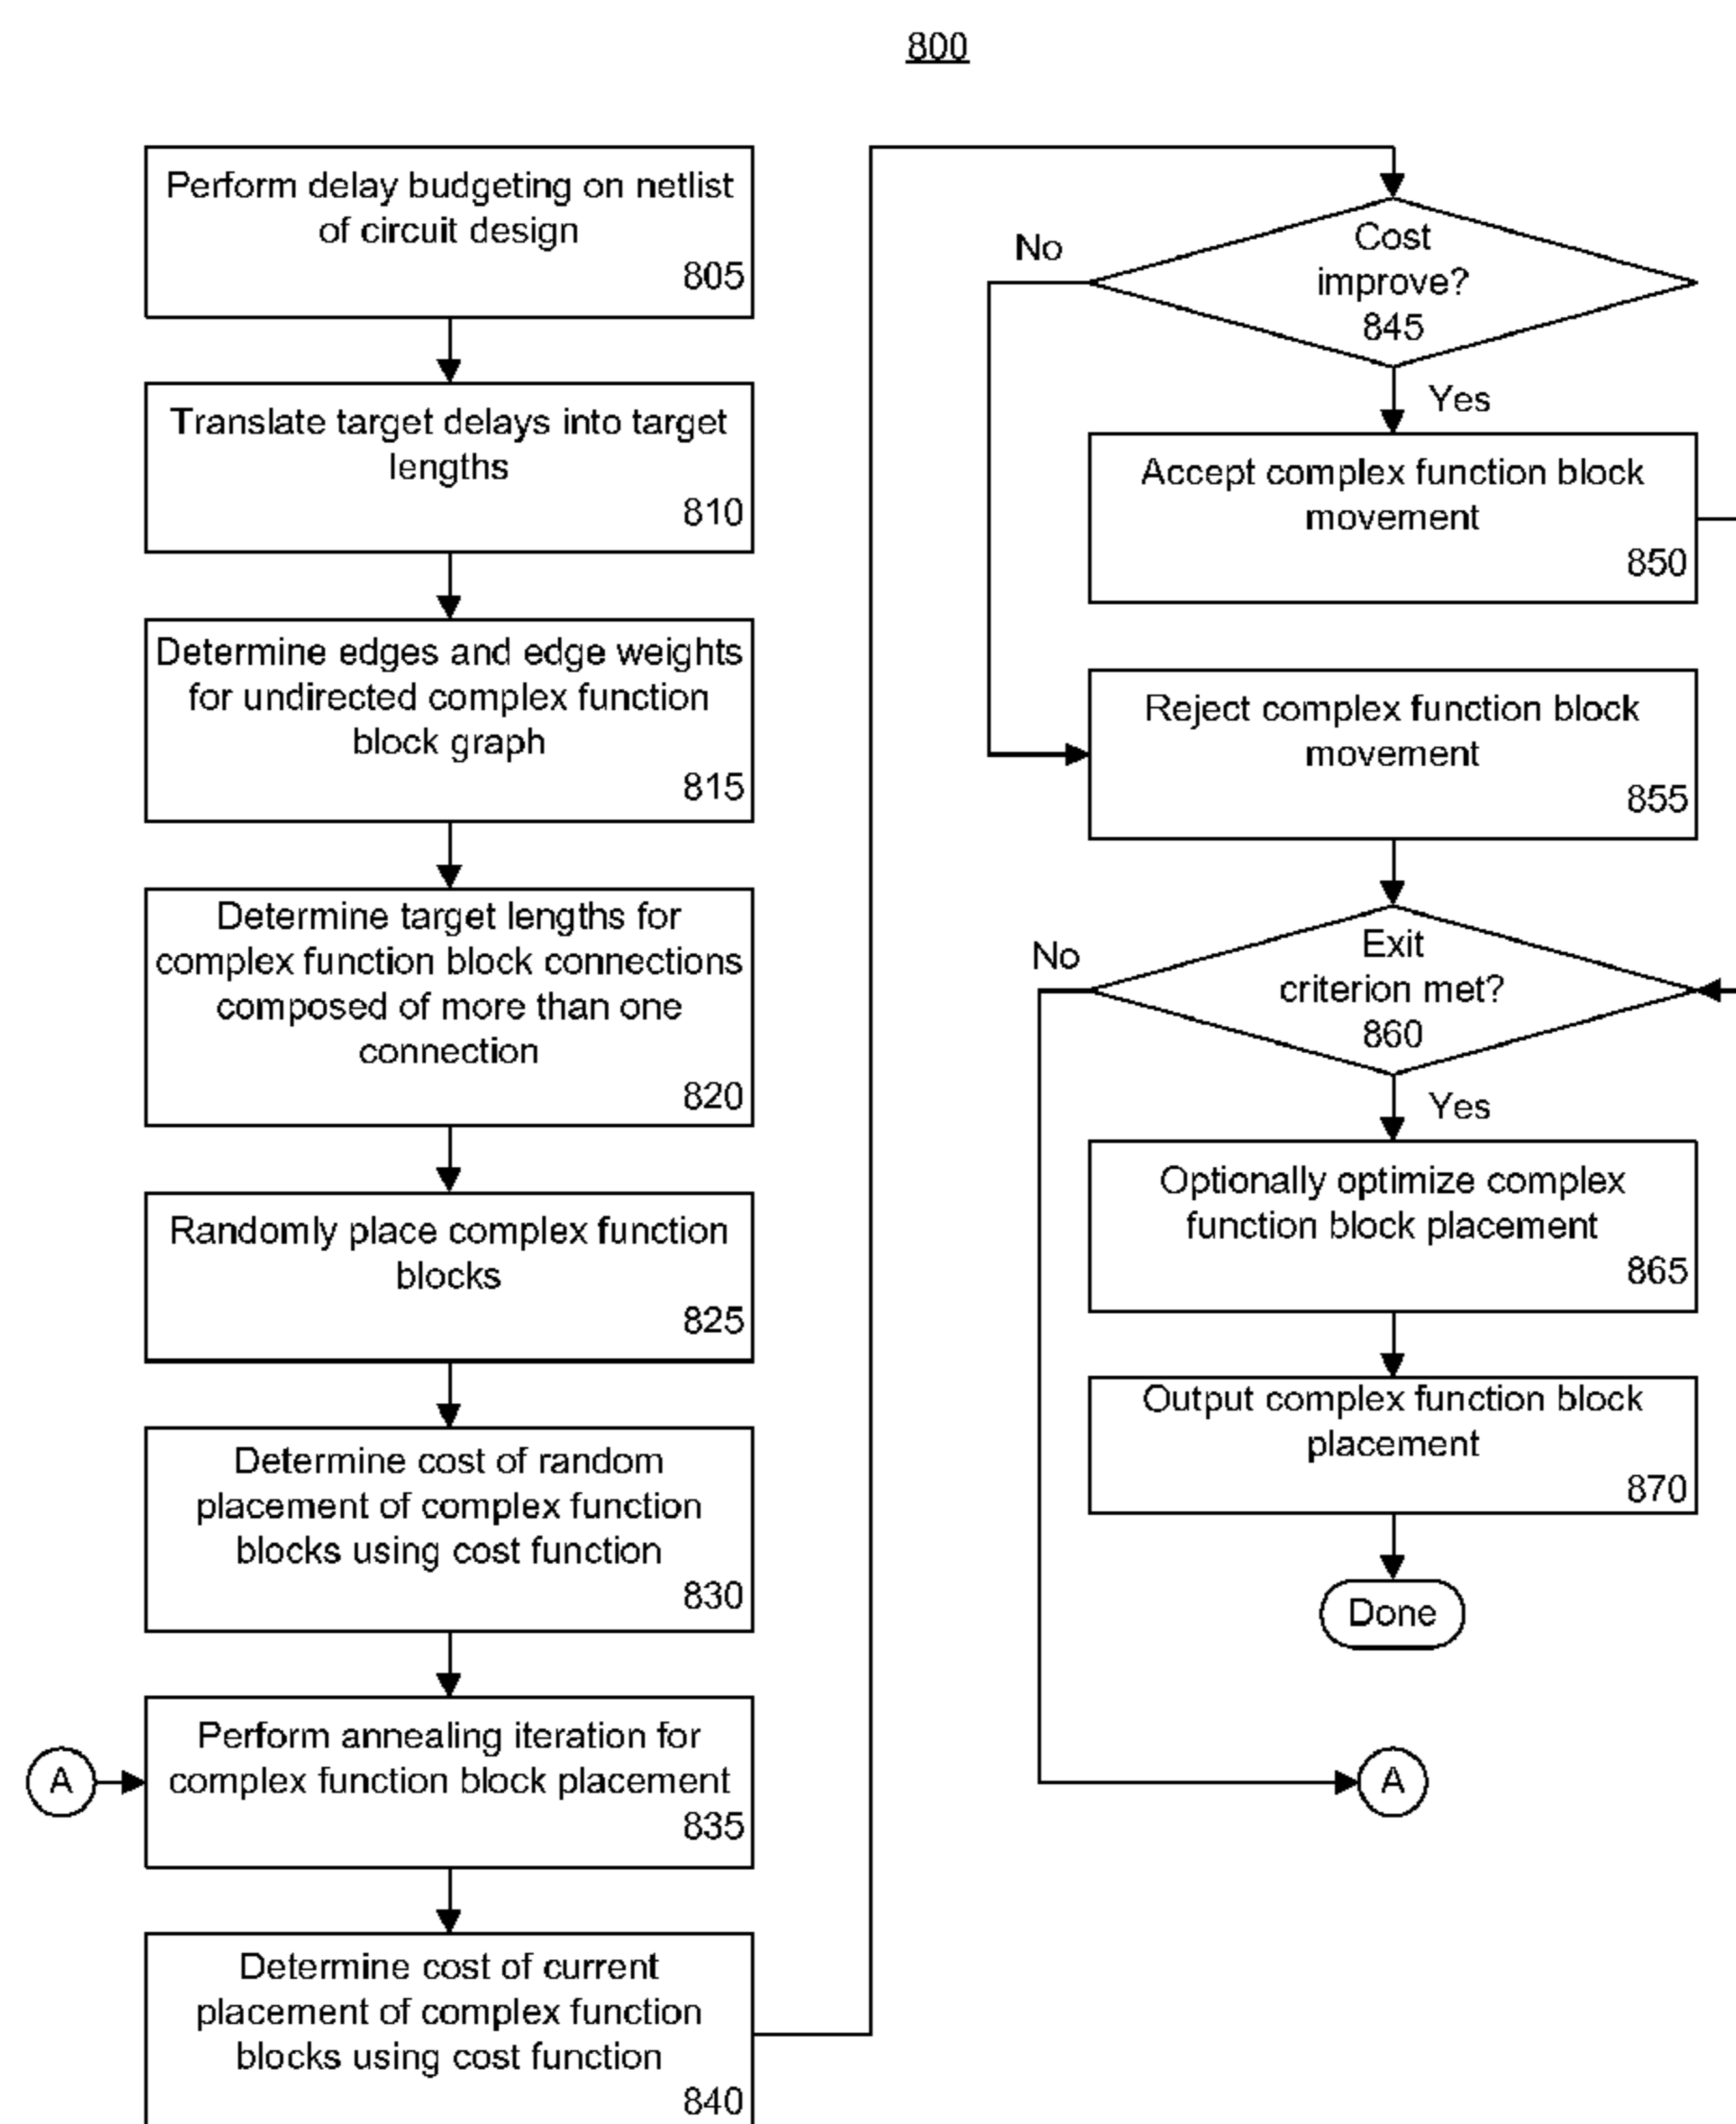 800
Perform delay budgeting on netlist
of circuit design
805
Translate target delays into target
lengths
810
Determine edges and edge weights
for undirected complex function
block graph
815
Determine target lengths for
complex function block connections
composed of more than one
connection
820
Randomly place complex function
blocks
825
Determine cost of random
placement of complex function
blocks using cost function
830
A
Perform annealing iteration for
complex function block placement
835
Determine cost of current
placement of complex function
blocks using cost function
840
Cost
improve?
845
No
Yes
Accept complex function block
movement
850
Reject complex function block
movement
855
Exit
criterion met?
860
No
Yes
Optionally optimize complex
function block placement
865
Output complex function block
placement
870
Done
A